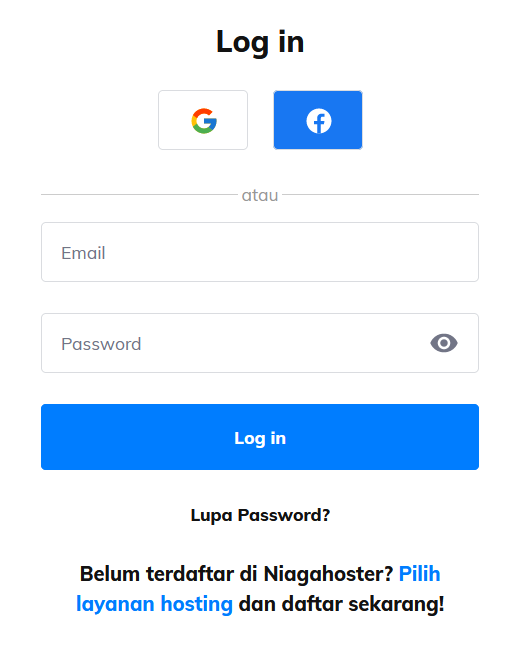 Log in
atau
Email
Password
Log in
Lupa Password?
Belum terdaftar di Niagahoster? Pilih
layanan hosting dan daftar sekarang!